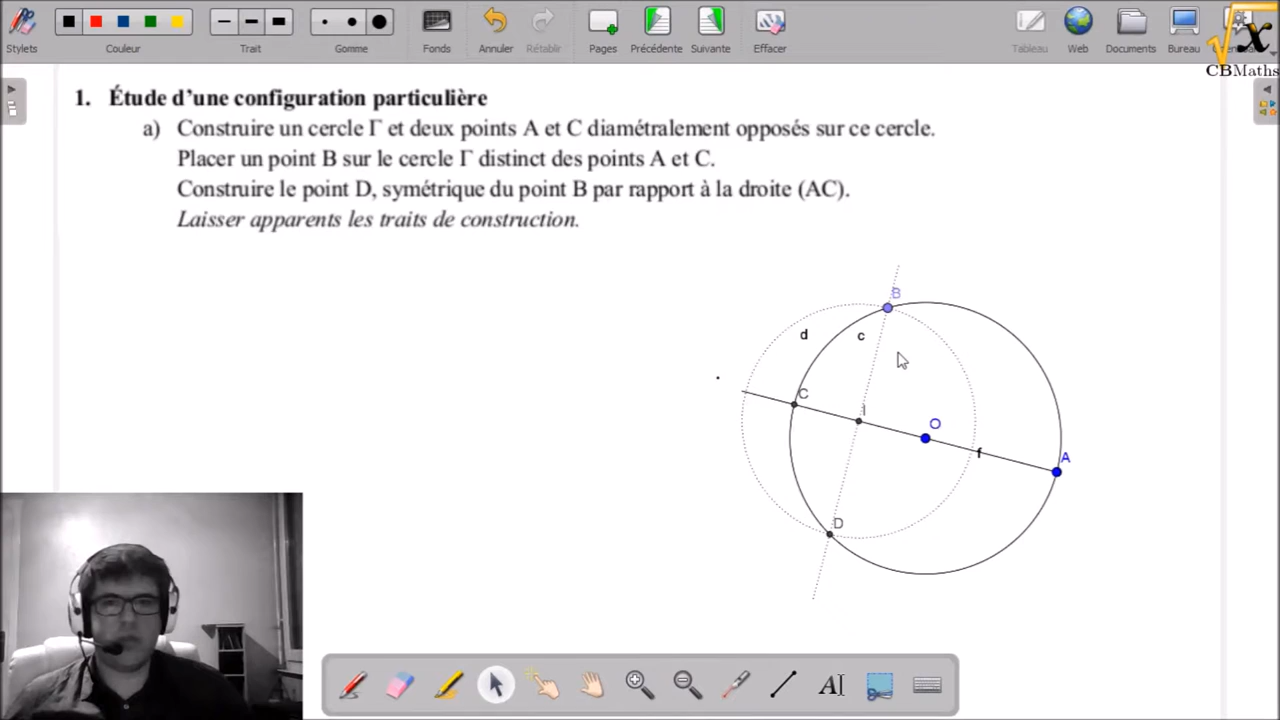 Stylets Couleur Trait Gomme Fonds Annuler Rétablir Pages Précédente Suivante Effacer Tableau Web Documents Bureau
CBMaths
1. Étude d'une configuration particulière
a) Construire un cercle Γ et deux points A et C diamétralement opposés sur ce cercle.
Placer un point B sur le cercle Γ distinct des points A et C.
Construire le point D, symétrique du point B par rapport à la droite (AC).
Laisser apparents les traits de construction.
B
d c
C
I
O
f A
D
AI